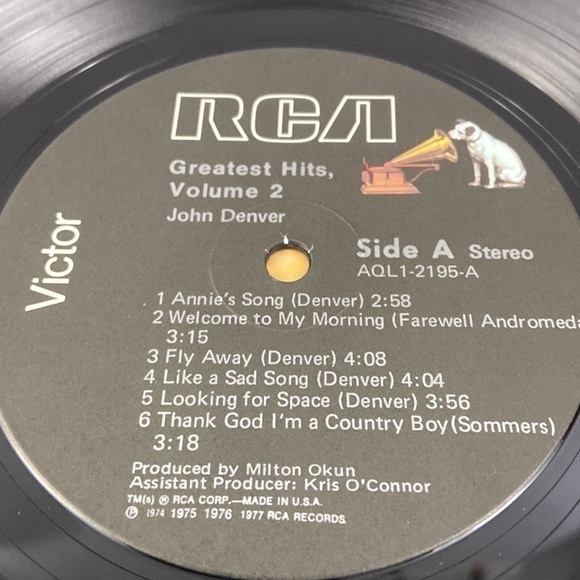 RCA
Greatest Hits,
Volume 2
John Denver
Victor
Side A Stereo
AQL1-2195-A
1 Annie's Song (Denver) 2:58
2 Welcome to My Morning (Farewell Andromeda
3:15
3 Fly Away (Denver) 4:08
4 Like a Sad Song (Denver) 4:04
5 Looking for Space (Denver) 3:56
6 Thank God I'm a Country Boy(Sommers)
3:18
Produced by Milton Okun
Assistant Producer: Kris O'Connor
TM(s) ® RCA CORP.—MADE IN U.S.A.
℗ 1974 1975 1976 1977 RCA RECORDS